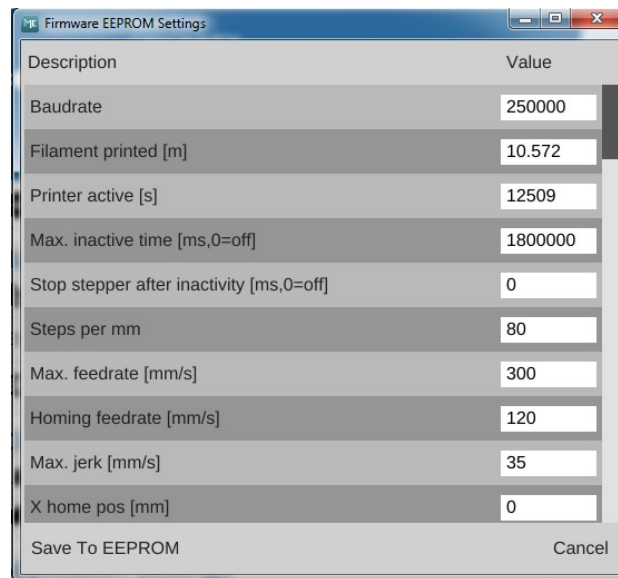 MC Firmware EEPROM Settings
Description Value
Baudrate 250000
Filament printed [m] 10.572
Printer active [s] 12509
Max. inactive time [ms,0=off] 1800000
Stop stepper after inactivity [ms,0=off] 0
Steps per mm 80
Max. feedrate [mm/s] 300
Homing feedrate [mm/s] 120
Max. jerk [mm/s] 35
X home pos [mm] 0
Save To EEPROM Cancel